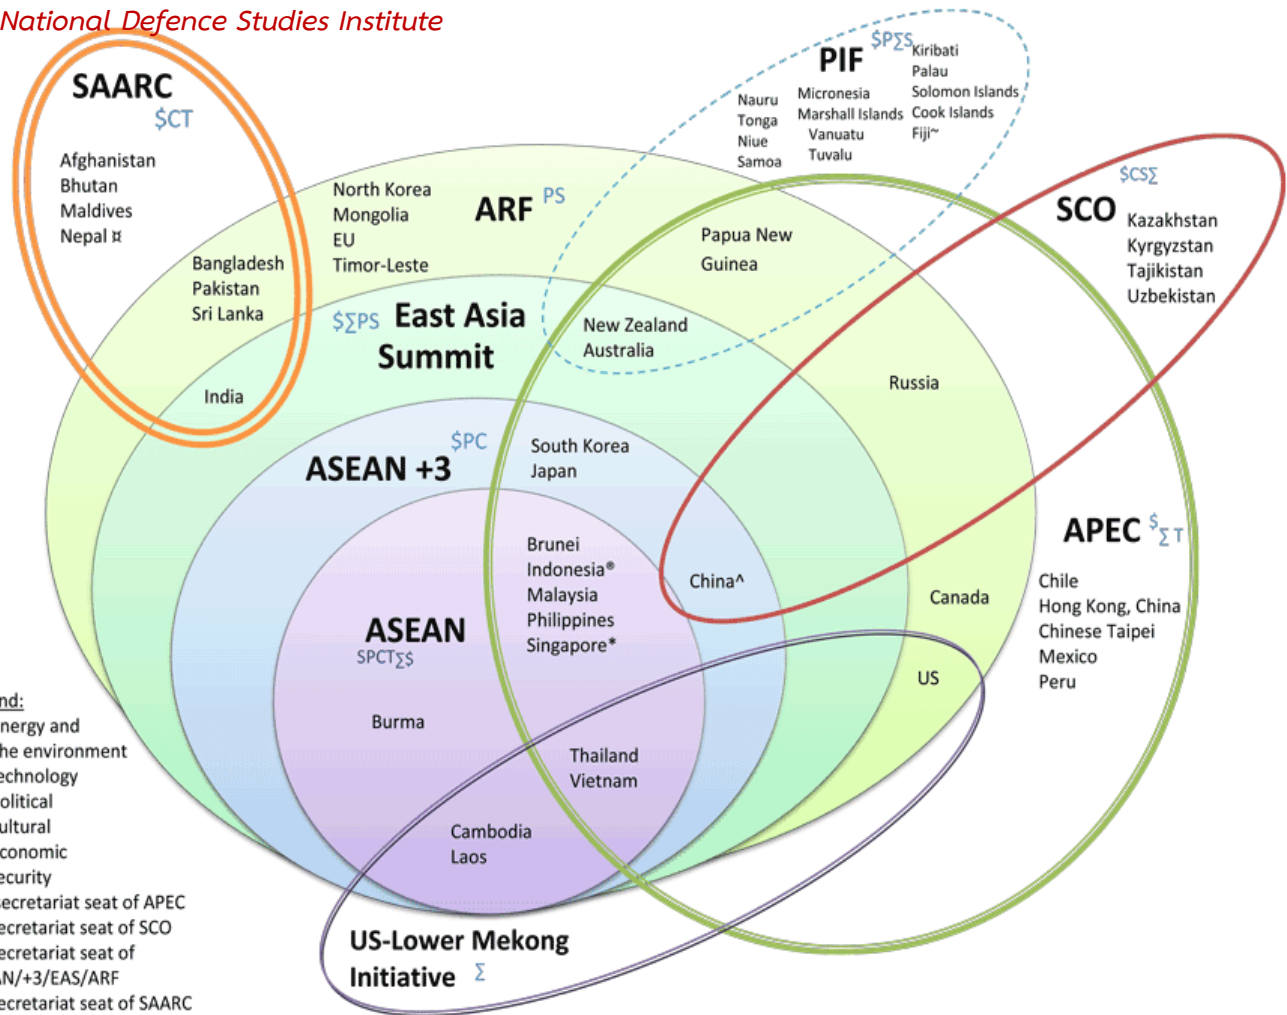 National Defence Studies Institute
SAARC
$CT
Afghanistan
Bhutan
Maldives
Nepal ¤
Bangladesh
Pakistan
Sri Lanka
India
North Korea
Mongolia
EU
Timor-Leste
ARF PS
$∑PS East Asia
Summit
ASEAN +3 $PC
ASEAN
SPCT∑$
Burma
Cambodia
Laos
Thailand
Vietnam
Brunei
Indonesia®
Malaysia
Philippines
Singapore*
South Korea
Japan
China^
New Zealand
Australia
Papua New
Guinea
PIF $P∑S
Nauru
Tonga
Niue
Samoa
Micronesia
Marshall Islands
Vanuatu
Tuvalu
Kiribati
Palau
Solomon Islands
Cook Islands
Fiji~
SCO $CS∑
Kazakhstan
Kyrgyzstan
Tajikistan
Uzbekistan
Russia
Canada
US
APEC $∑T
Chile
Hong Kong, China
Chinese Taipei
Mexico
Peru
US-Lower Mekong
Initiative ∑
nd:
nergy and
he environment
echnology
olitical
ultural
conomic
ecurity
secretariat seat of APEC
ecretariat seat of SCO
ecretariat seat of
AN/+3/EAS/ARF
ecretariat seat of SAARC